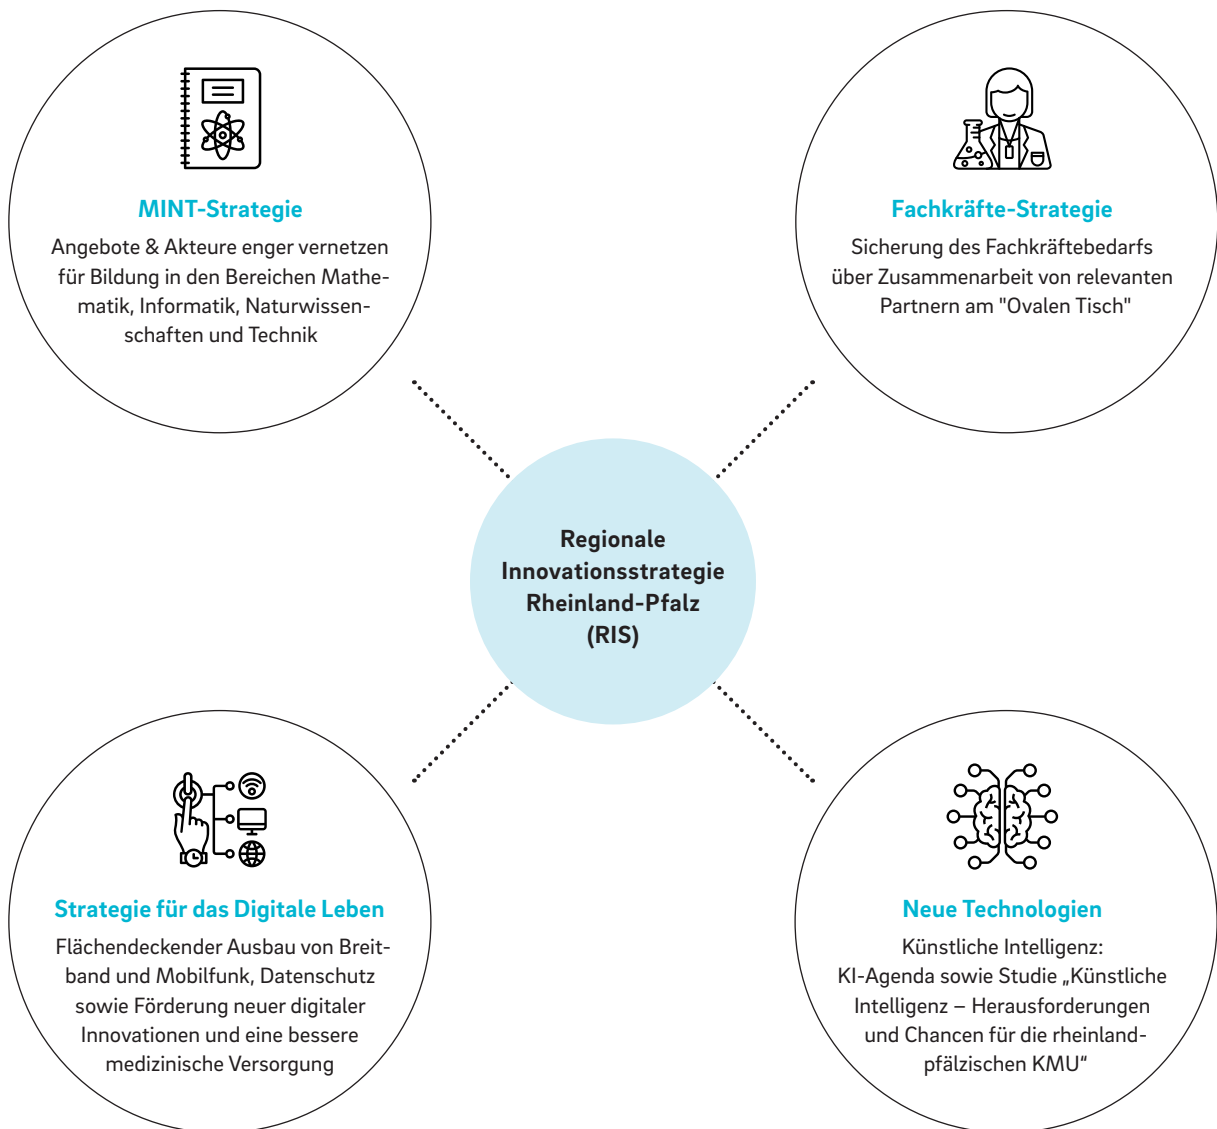 MINT-Strategie
Angebote & Akteure enger vernetzen
für Bildung in den Bereichen Mathe-
matik, Informatik, Naturwissen-
schaften und Technik
Fachkräfte-Strategie
Sicherung des Fachkräftebedarfs
über Zusammenarbeit von relevanten
Partnern am "Ovalen Tisch"
Regionale
Innovationsstrategie
Rheinland-Pfalz
(RIS)
Strategie für das Digitale Leben
Flächendeckender Ausbau von Breit-
band und Mobilfunk, Datenschutz
sowie Förderung neuer digitaler
Innovationen und eine bessere
medizinische Versorgung
Neue Technologien
Künstliche Intelligenz:
KI-Agenda sowie Studie „Künstliche
Intelligenz – Herausforderungen
und Chancen für die rheinland-
pfälzischen KMU“